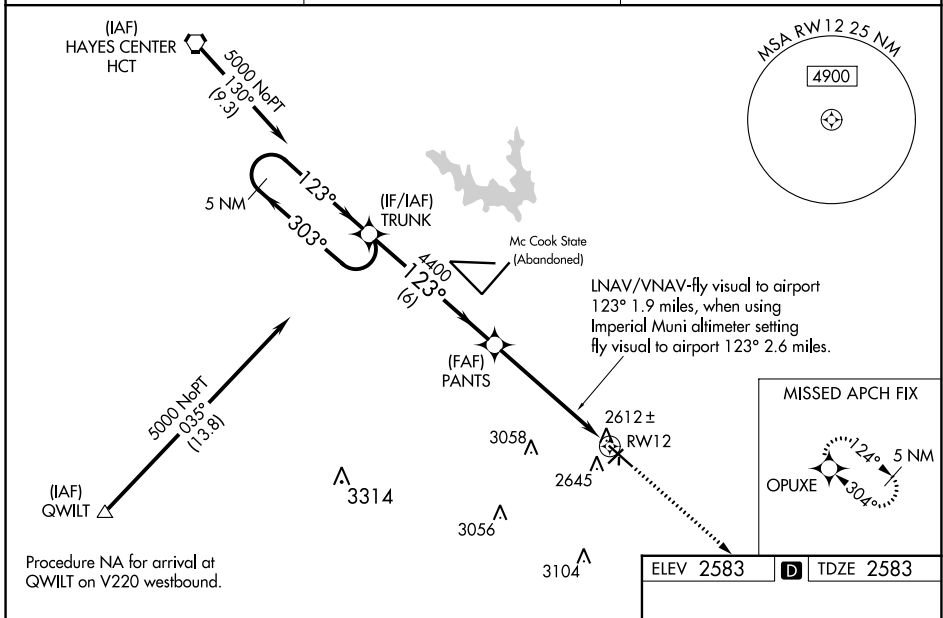 (IAF)
HAYES CENTER
HCT
5000 NoPT
130°
(9.3)
MSA RW12 25 NM
4900
5 NM
123°
303°
(IF/IAF)
TRUNK
Mc Cook State
(Abandoned)
4400
123°
(6)
LNAV/VNAV-fly visual to airport
123° 1.9 miles, when using
Imperial Muni altimeter setting
fly visual to airport 123° 2.6 miles.
(FAF)
PANTS
5000 NoPT
035°
(13.8)
2612 ±
RW12
3058
2645
3314
3056
3104
(IAF)
QWILT
MISSED APCH FIX
124°
5 NM
OPUXE
304°
Procedure NA for arrival at
QWILT on V220 westbound.
ELEV 2583
D
TDZE 2583